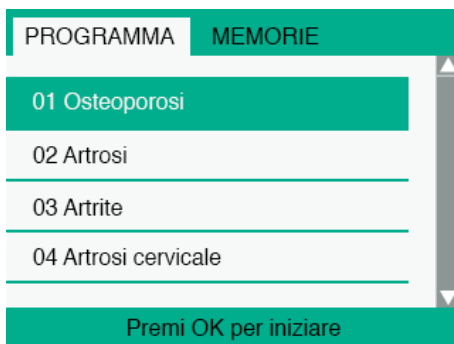 PROGRAMMA MEMORIE
01 Osteoporosi
02 Artrosi
03 Artrite
04 Artrosi cervicale
Premi OK per iniziare